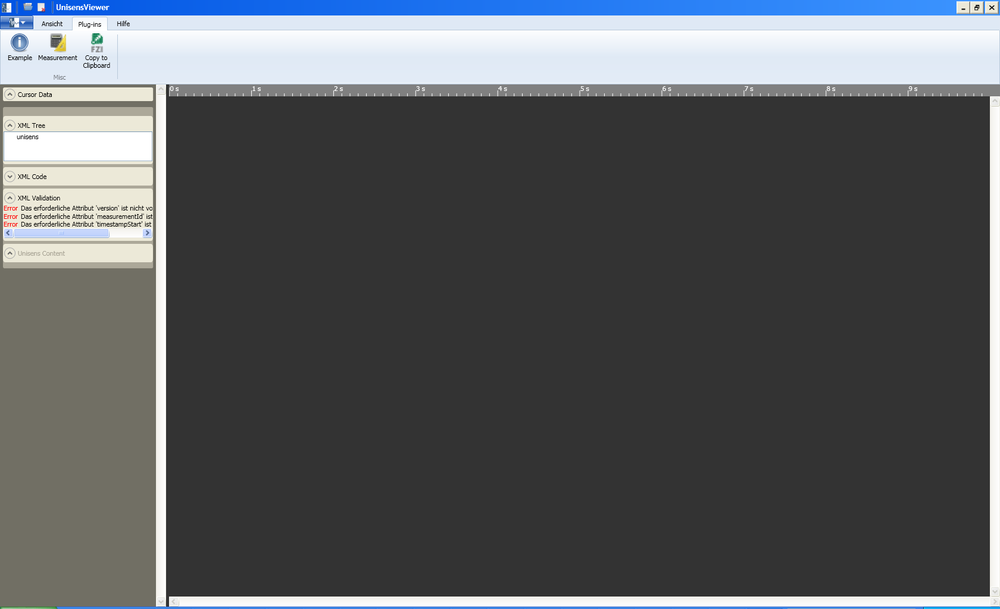 UnisensViewer
Ansicht
Plug-ins
Hilfe
Example
Measurement
FZI
Copy to
Clipboard
Misc
0 s 1 s 2 s 3 s 4 s 5 s 6 s 7 s 8 s 9 s
Cursor Data
XML Tree
unisens
XML Code
XML Validation
Error Das erforderliche Attribut 'version' ist nicht vo
Error Das erforderliche Attribut 'measurementId' ist
Error Das erforderliche Attribut 'timestampStart' ist
Unisens Content